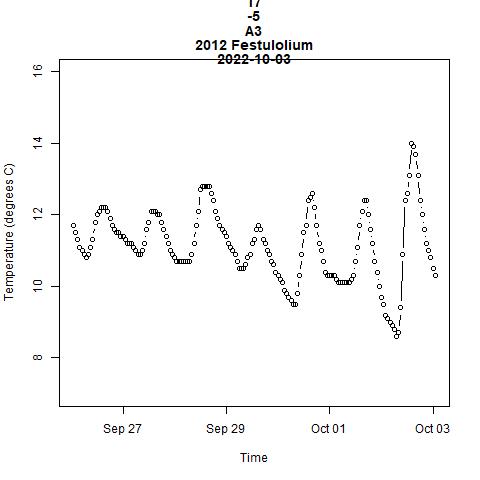 17
-5
A3
2012 Festulolium
2022-10-03
16
14
12
10
8
Temperature (degrees C)
Sep 27
Sep 29
Oct 01
Oct 03
Time